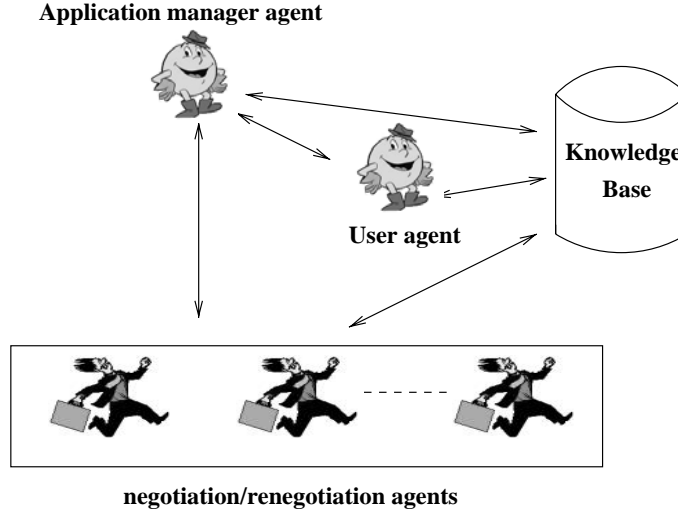 Application manager agent
Knowledge
Base
User agent
negotiation/renegotiation agents